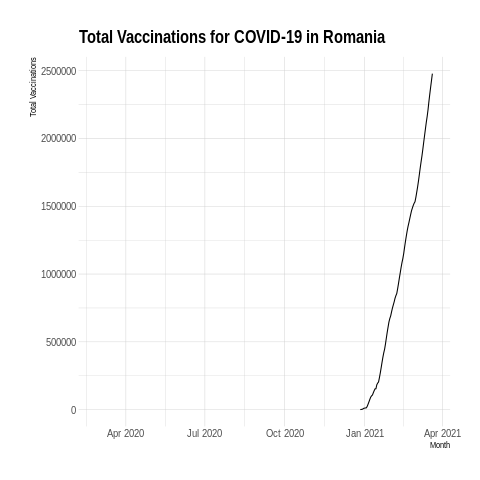 Total Vaccinations for COVID-19 in Romania
Total Vaccinations
2500000
2000000
1500000
1000000
500000
0
Apr 2020 Jul 2020 Oct 2020 Jan 2021 Apr 2021
Month